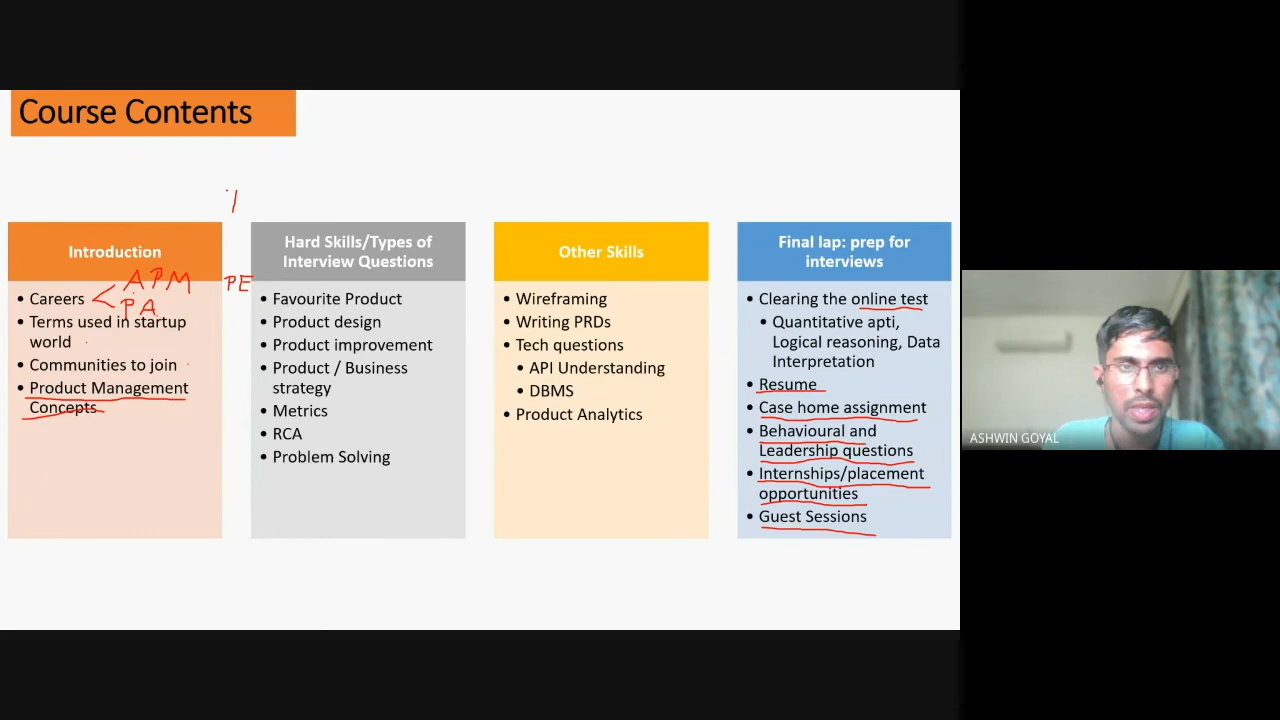 Course Contents
Introduction
APM
PE
• Careers
PA
• Terms used in startup
world
• Communities to join
• Product Management
Concepts
Hard Skills/Types of
Interview Questions
• Favourite Product
• Product design
• Product improvement
• Product / Business
strategy
• Metrics
• RCA
• Problem Solving
Other Skills
• Wireframing
• Writing PRDs
• Tech questions
• API Understanding
• DBMS
• Product Analytics
Final lap: prep for
interviews
• Clearing the online test
• Quantitative apti,
Logical reasoning, Data
Interpretation
• Resume
• Case home assignment
• Behavioural and
Leadership questions
• Internships/placement
opportunities
• Guest Sessions
ASHWIN GOYAL